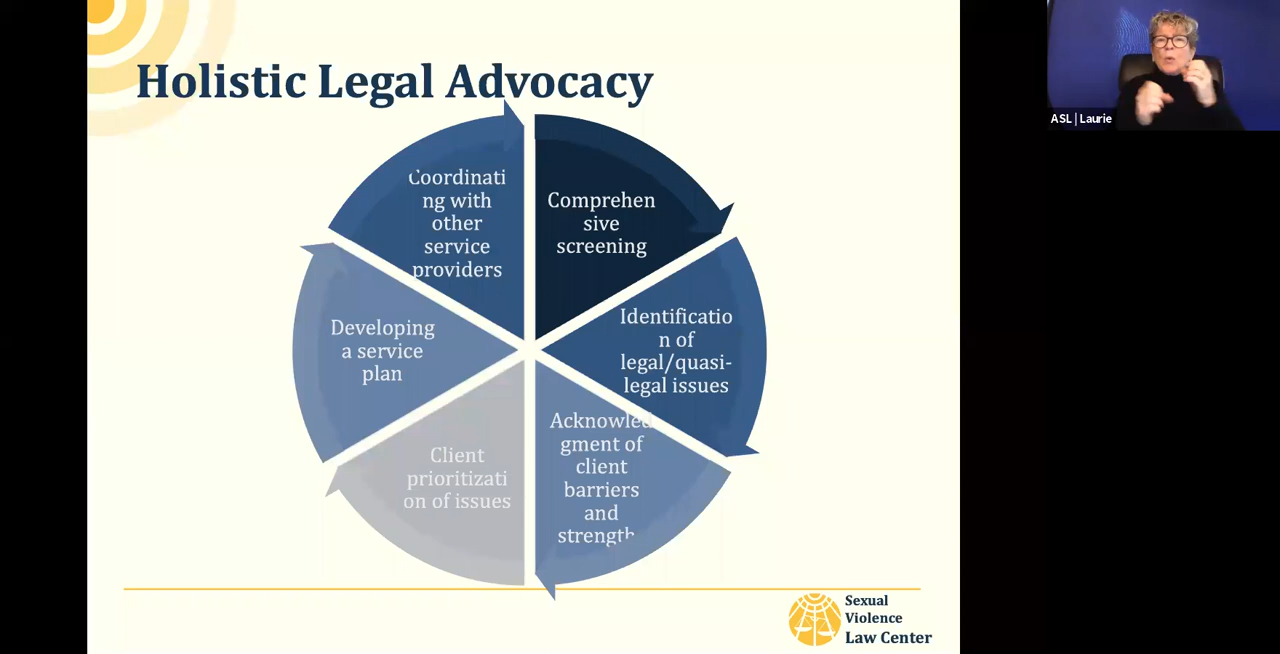 Holistic Legal Advocacy
Coordinati
ng with
other
service
providers
Comprehen
sive
screening
Identificatio
n of
legal/quasi-
legal issues
Acknowled
gment of
client
barriers
and
strength
Client
prioritizati
on of issues
Developing
a service
plan
Sexual
Violence
Law Center
ASL | Laurie